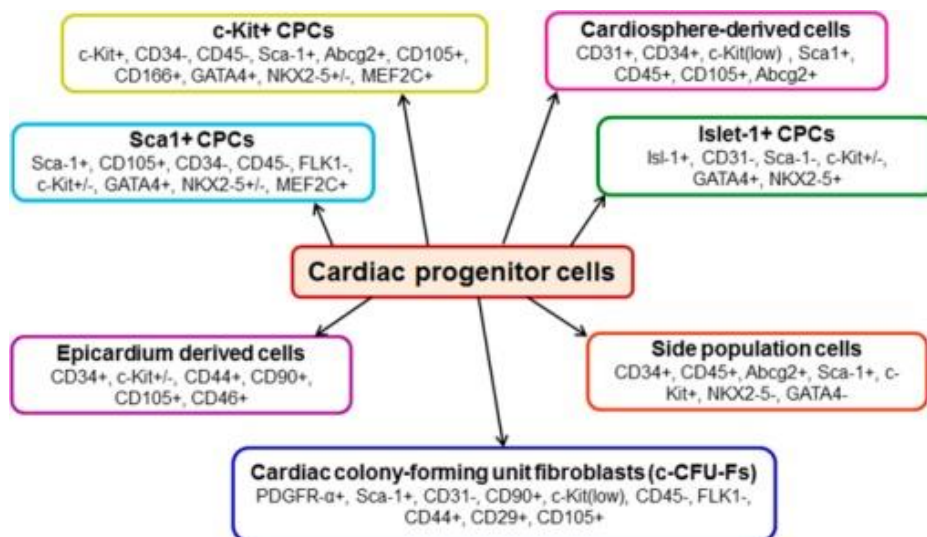 c-Kit+ CPCs
c-Kit+, CD34-, CD45-, Sca-1+, Abcg2+, CD105+,
CD166+, GATA4+, NKX2-5+/-, MEF2C+
Cardiosphere-derived cells
CD31+, CD34+, c-Kit(low) , Sca1+,
CD45+, CD105+, Abcg2+
Sca1+ CPCs
Sca-1+, CD105+, CD34-, CD45-, FLK1-,
c-Kit+/-, GATA4+, NKX2-5+/-, MEF2C+
Islet-1+ CPCs
Isl-1+, CD31-, Sca-1-, c-Kit+/-,
GATA4+, NKX2-5+
Cardiac progenitor cells
Epicardium derived cells
CD34+, c-Kit+/-, CD44+, CD90+,
CD105+, CD46+
Side population cells
CD34+, CD45+, Abcg2+, Sca-1+, c-
Kit+, NKX2-5-, GATA4-
Cardiac colony-forming unit fibroblasts (c-CFU-Fs)
PDGFR-α+, Sca-1+, CD31-, CD90+, c-Kit(low), CD45-, FLK1-,
CD44+, CD29+, CD105+